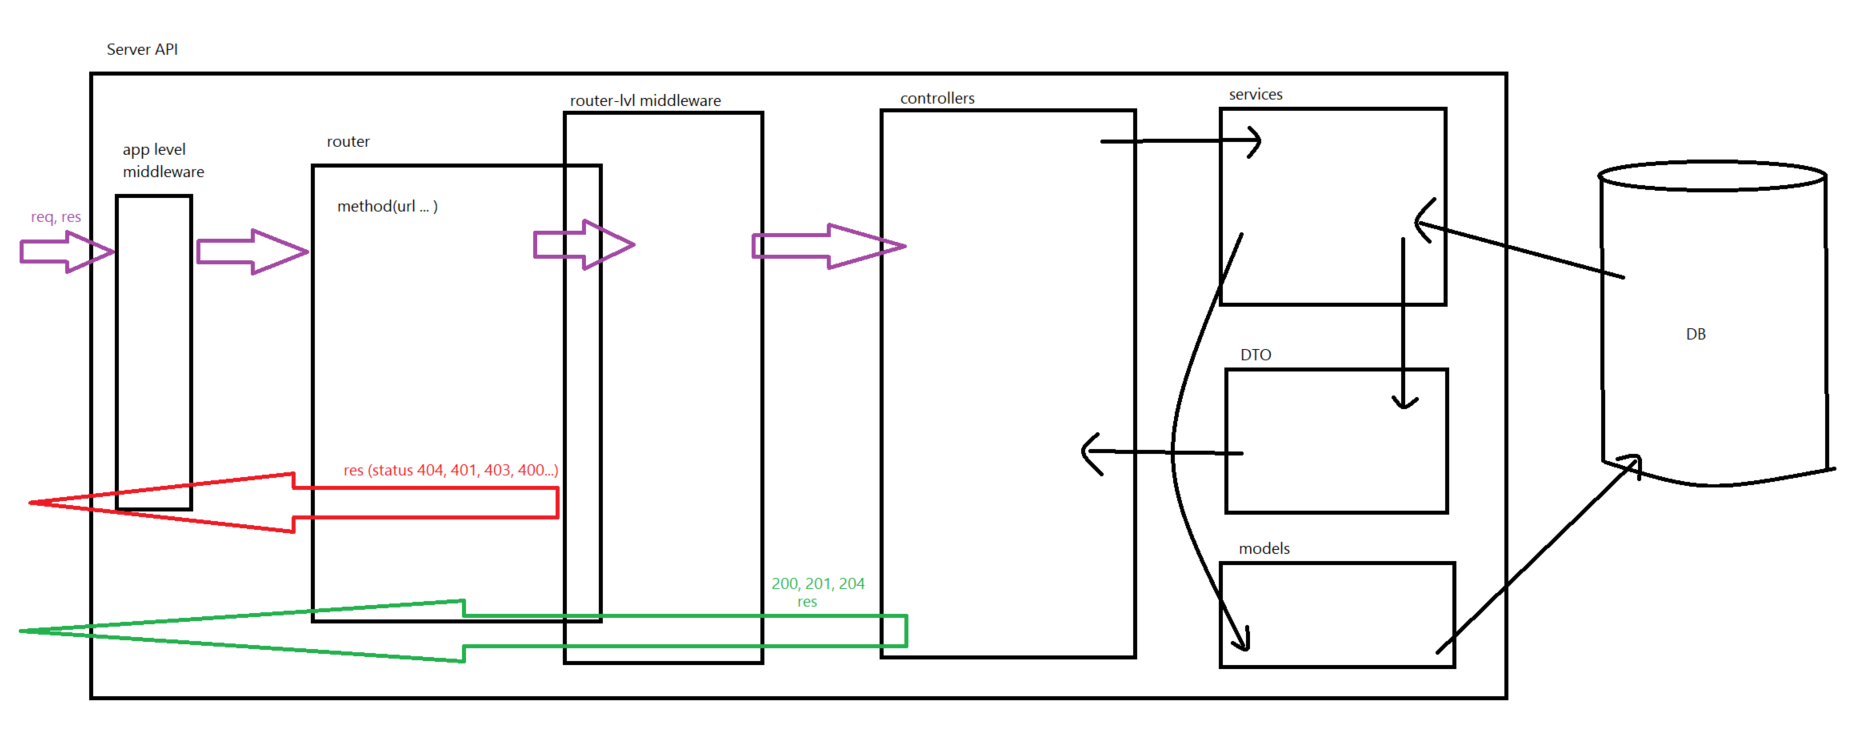 Server API
app level
middleware
router
router-lvl middleware
controllers
services
method(url ... )
req, res
DTO
DB
res (status 404, 401, 403, 400...)
models
200, 201, 204
res